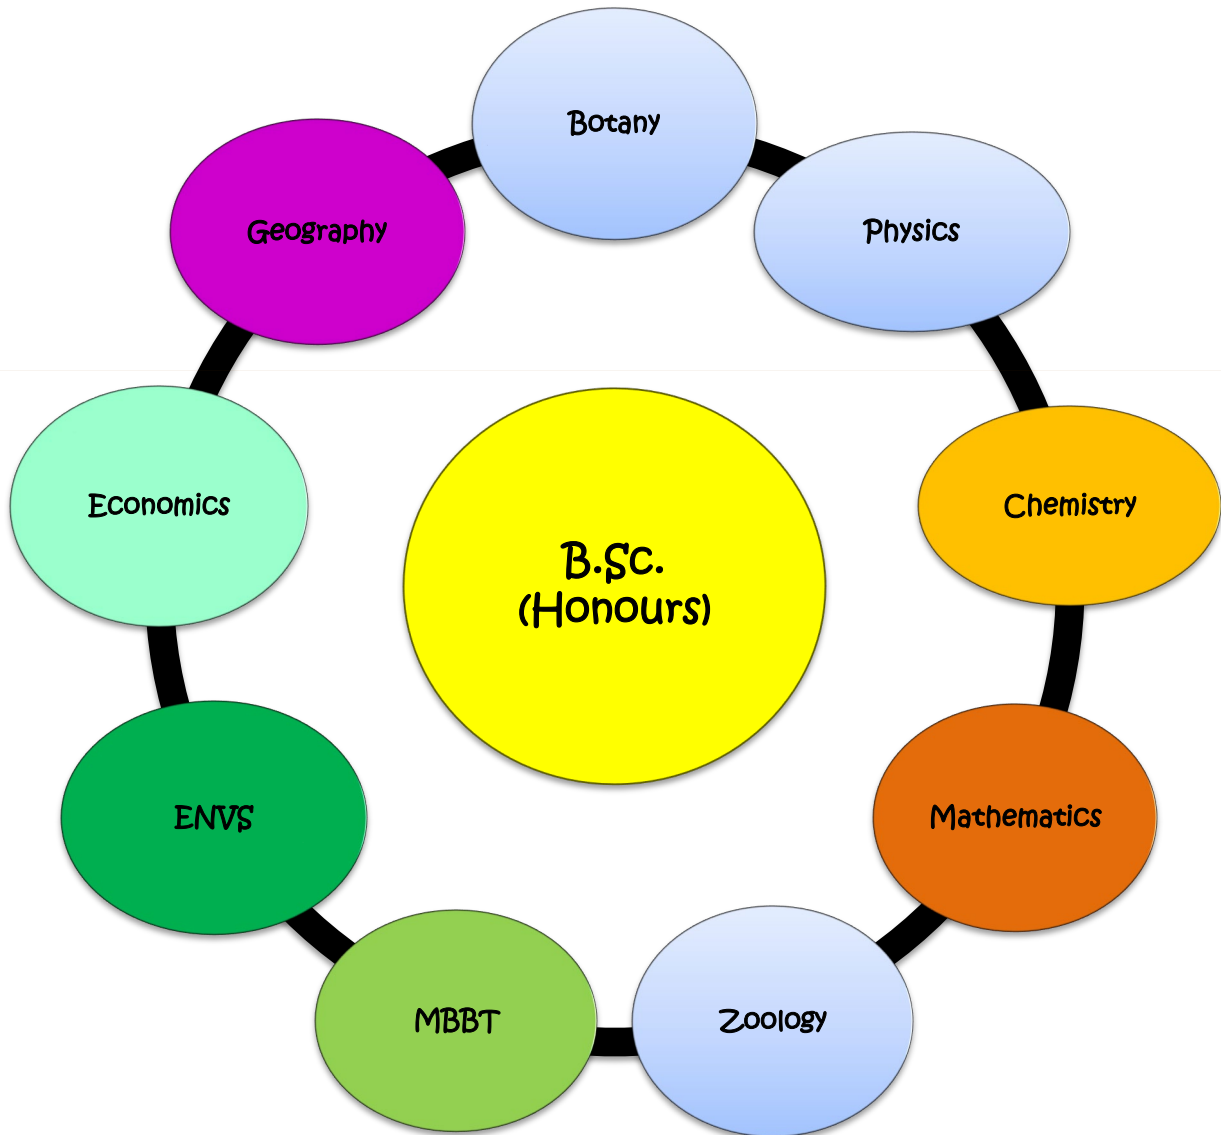 Botany
Physics
Geography
Chemistry
Economics
B.Sc.
(Honours)
Mathematics
ENVS
MBBT
Zoology